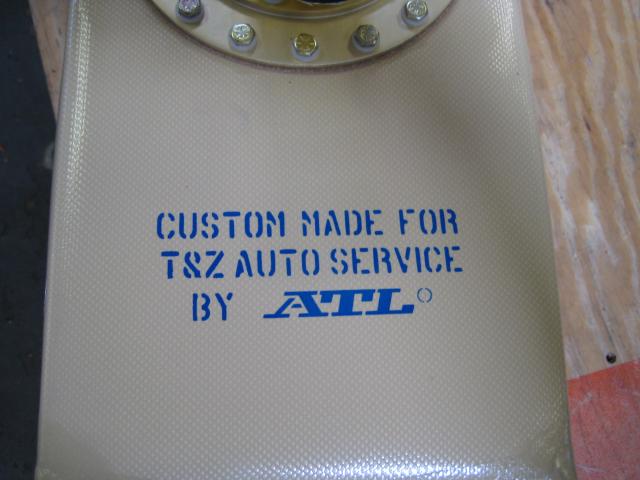 CUSTOM MADE FOR
T&Z AUTO SERVICE
BY ATL